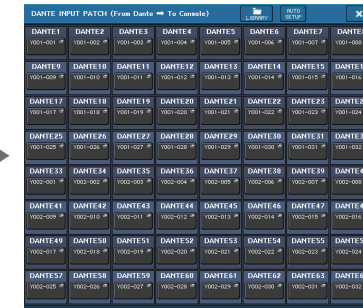 DANTE INPUT PATCH (From Dante ➡ To Console) LIBRARY AUTO SETUP ×
DANTE1 DANTE2 DANTE3 DANTE4 DANTE5 DANTE6 DANTE7
Y001-001 Y001-002 Y001-003 Y001-004 Y001-005 Y001-006 Y001-007 Y001-008
DANTE9 DANTE10 DANTE11 DANTE12 DANTE13 DANTE14 DANTE15
Y001-009 Y001-010 Y001-011 Y001-012 Y001-013 Y001-014 Y001-015 Y001-016
DANTE17 DANTE18 DANTE19 DANTE20 DANTE21 DANTE22 DANTE23
Y001-017 Y001-018 Y001-019 Y001-020 Y001-021 Y001-022 Y001-023 Y001-024
DANTE25 DANTE26 DANTE27 DANTE28 DANTE29 DANTE30 DANTE31
Y001-025 Y001-026 Y001-027 Y001-028 Y001-029 Y001-030 Y001-031 Y001-032
DANTE33 DANTE34 DANTE35 DANTE36 DANTE37 DANTE38 DANTE39
Y002-001 Y002-002 Y002-003 Y002-004 Y002-005 Y002-006 Y002-007 Y002-008
DANTE41 DANTE42 DANTE43 DANTE44 DANTE45 DANTE46 DANTE47
Y002-009 Y002-010 Y002-011 Y002-012 Y002-013 Y002-014 Y002-015 Y002-016
DANTE49 DANTE50 DANTE51 DANTE52 DANTE53 DANTE54 DANTE55
Y002-017 Y002-018 Y002-019 Y002-020 Y002-021 Y002-022 Y002-023 Y002-024
DANTE57 DANTE58 DANTE59 DANTE60 DANTE61 DANTE62 DANTE63
Y002-025 Y002-026 Y002-027 Y002-028 Y002-029 Y002-030 Y002-031 Y002-032